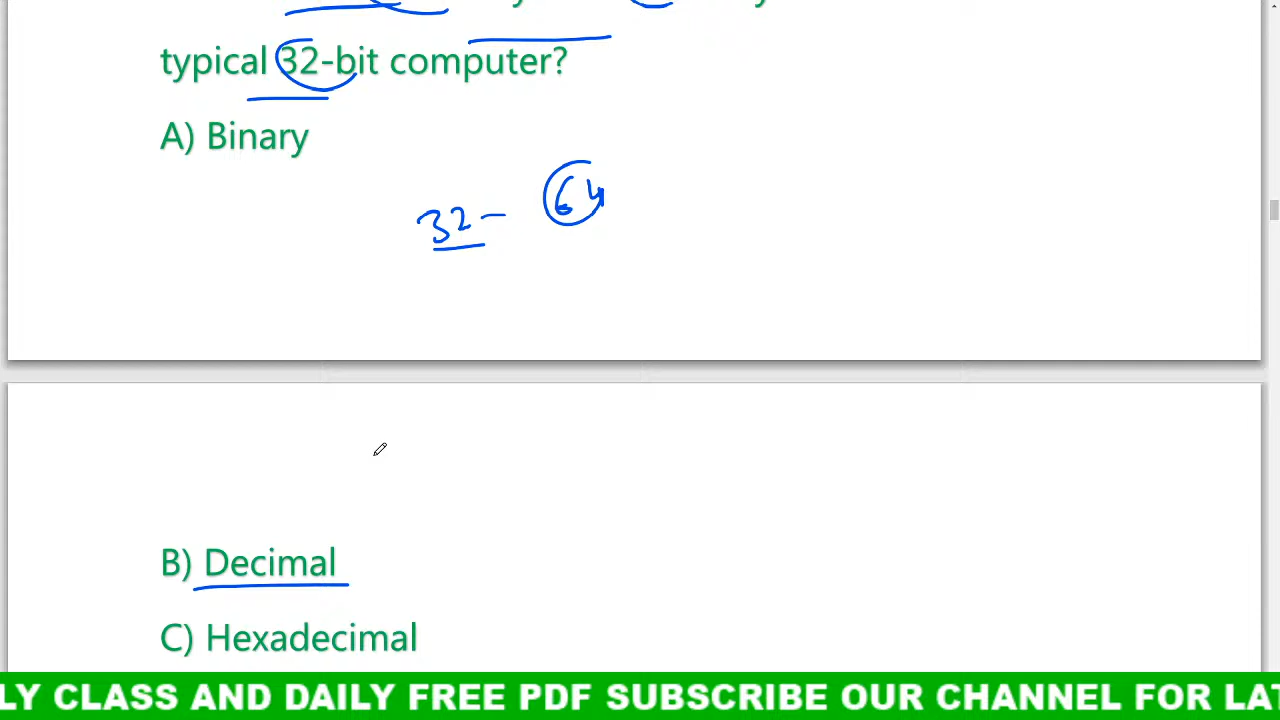 typical 32-bit computer?
A) Binary
32 - 64
B) Decimal
C) Hexadecimal
LY CLASS AND DAILY FREE PDF SUBSCRIBE OUR CHANNEL FOR LAT